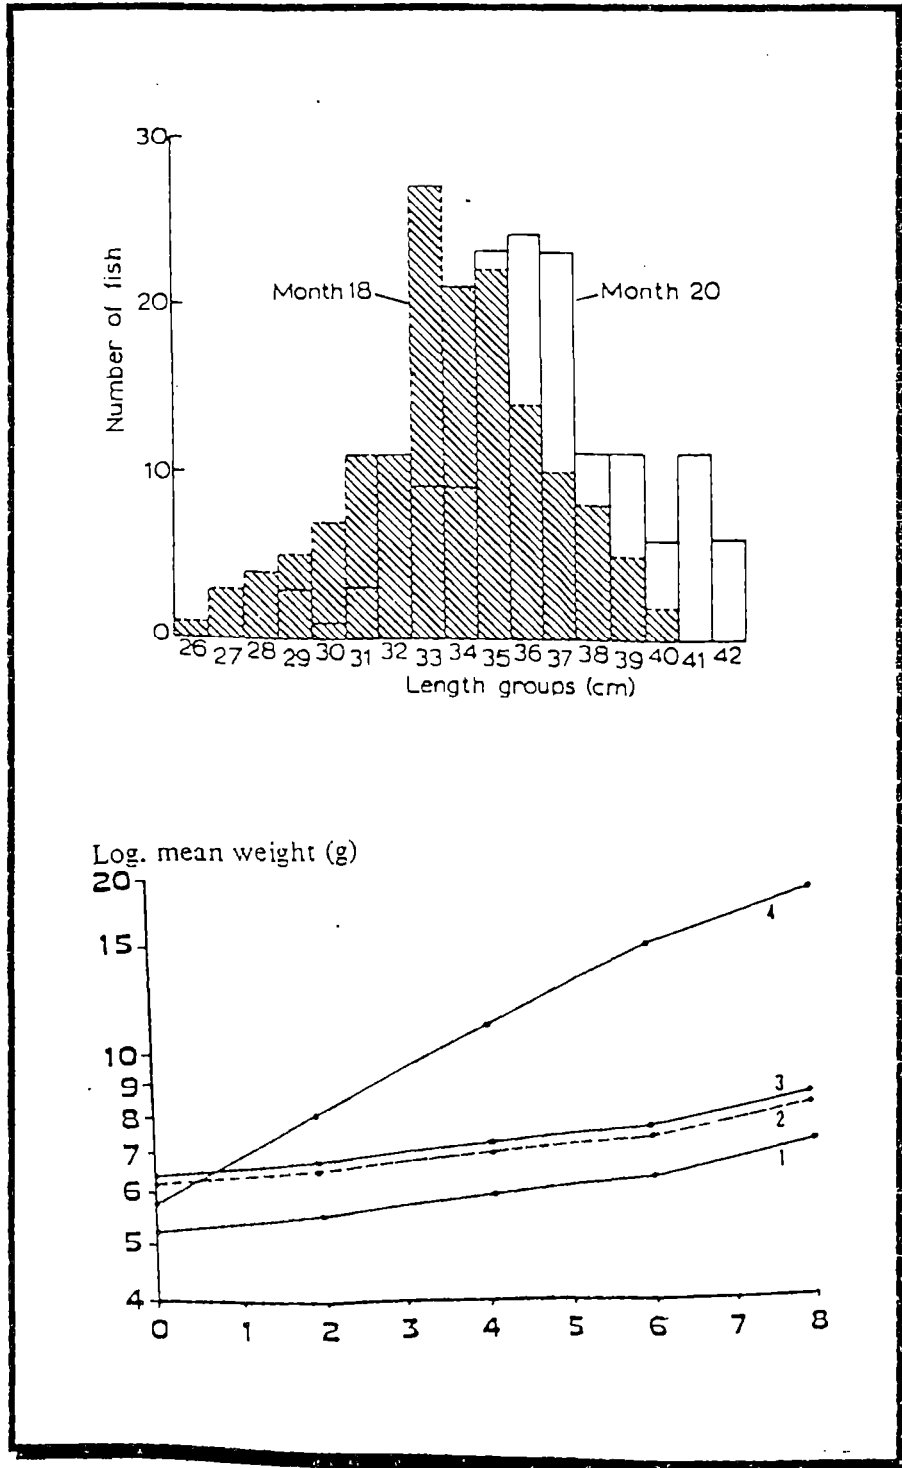 30
20
10
0
Number of fish
Month 18
Month 20
26 27 28 29 30 31 32 33 34 35 36 37 38 39 40 41 42
Length groups (cm)
Log. mean weight (g)
20
15
10
9
8
7
6
5
4
4
3
2
1
0 1 2 3 4 5 6 7 8